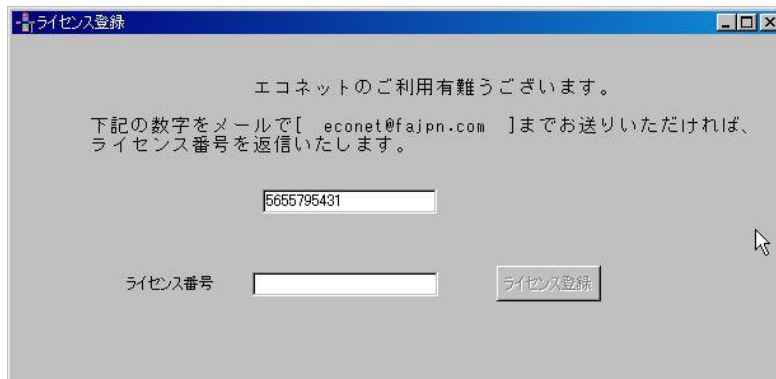 ライセンス登録
エコネットのご利用有難うございます。
下記の数字をメールで[ econet@fajpn.com ]までお送りいただければ、
ライセンス番号を返信いたします。
5655795431
ライセンス番号
ライセンス登録